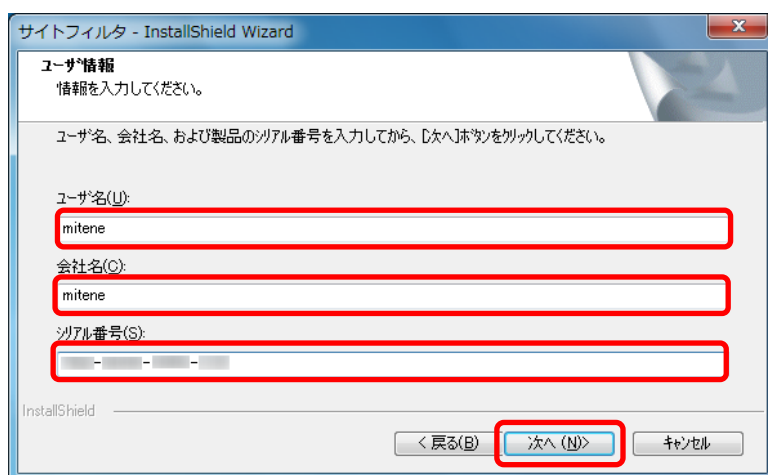 サイトフィルタ - InstallShield Wizard
ユーザ情報
情報を入力してください。
ユーザ名、会社名、および製品のシリアル番号を入力してから、[次へ]ボタンをクリックしてください。
ユーザ名(U):
mitene
会社名(C):
mitene
シリアル番号(S):
- - -
InstallShield
< 戻る(B) 次へ (N)> キャンセル